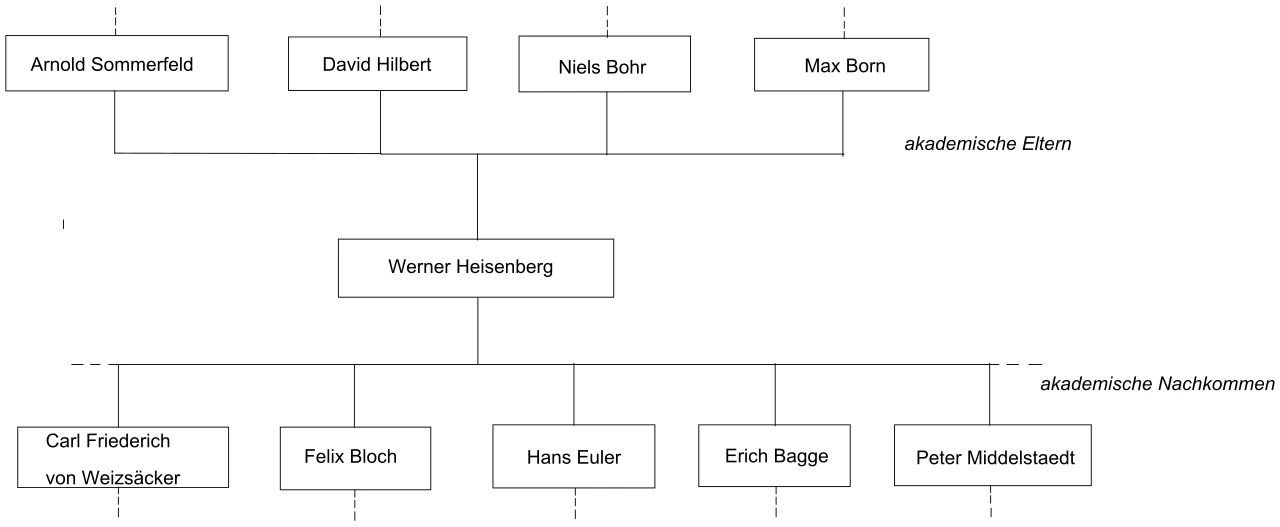 Arnold Sommerfeld
David Hilbert
Niels Bohr
Max Born
akademische Eltern
Werner Heisenberg
akademische Nachkommen
Carl Friederich
von Weizsäcker
Felix Bloch
Hans Euler
Erich Bagge
Peter Middelstaedt